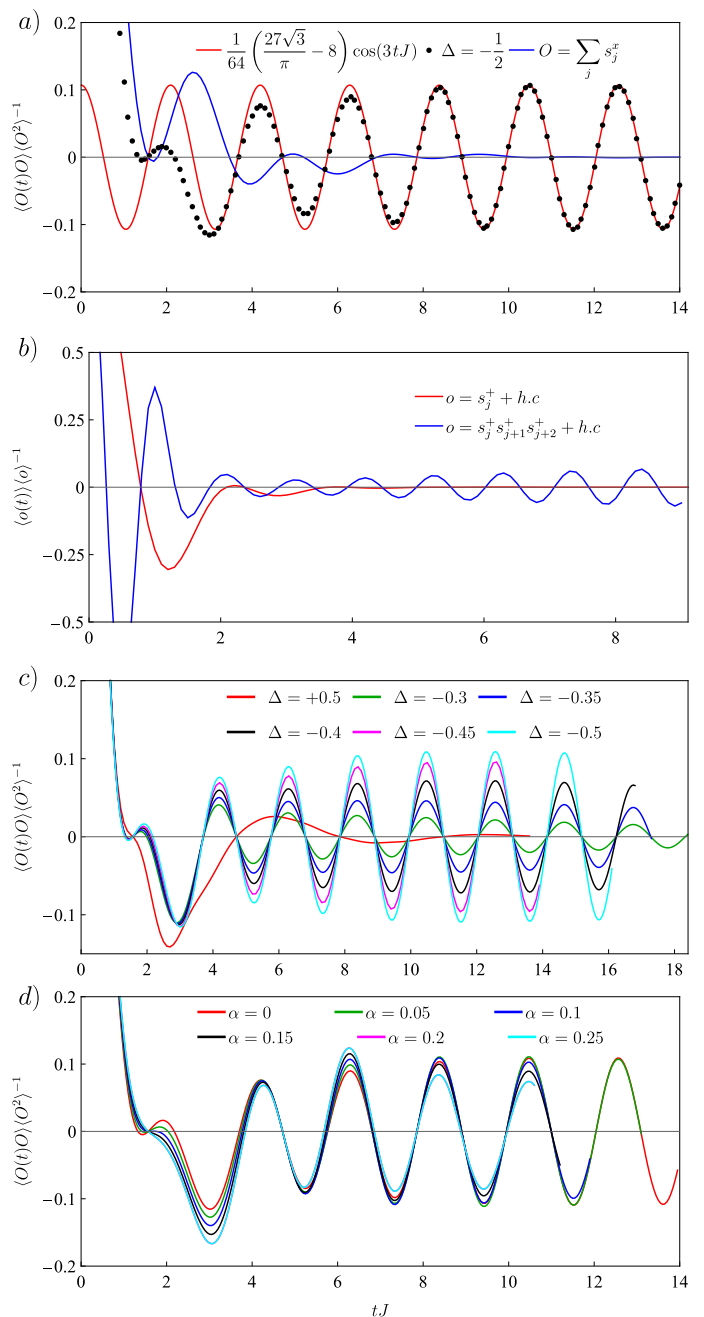 a)
1/64 (27√3/π − 8) cos(3tJ) • Δ = −1/2 O = ∑_j s_j^x
⟨O(t)O⟩⟨O²⟩⁻¹
0.2
0.1
0
−0.1
−0.2
0 2 4 6 8 10 12 14
b)
o = s_j^+ + h.c
o = s_j^+ s_{j+1}^+ s_{j+2}^+ + h.c
⟨o(t)⟩⟨o⟩⁻¹
0.5
0.25
0
−0.25
−0.5
0 2 4 6 8
c)
Δ = +0.5 Δ = −0.3 Δ = −0.35
Δ = −0.4 Δ = −0.45 Δ = −0.5
⟨O(t)O⟩⟨O²⟩⁻¹
0.2
0.1
0
−0.1
0 2 4 6 8 10 12 14 16 18
d)
α = 0 α = 0.05 α = 0.1
α = 0.15 α = 0.2 α = 0.25
⟨O(t)O⟩⟨O²⟩⁻¹
0.2
0.1
0
−0.1
−0.2
0 2 4 6 8 10 12 14
tJ